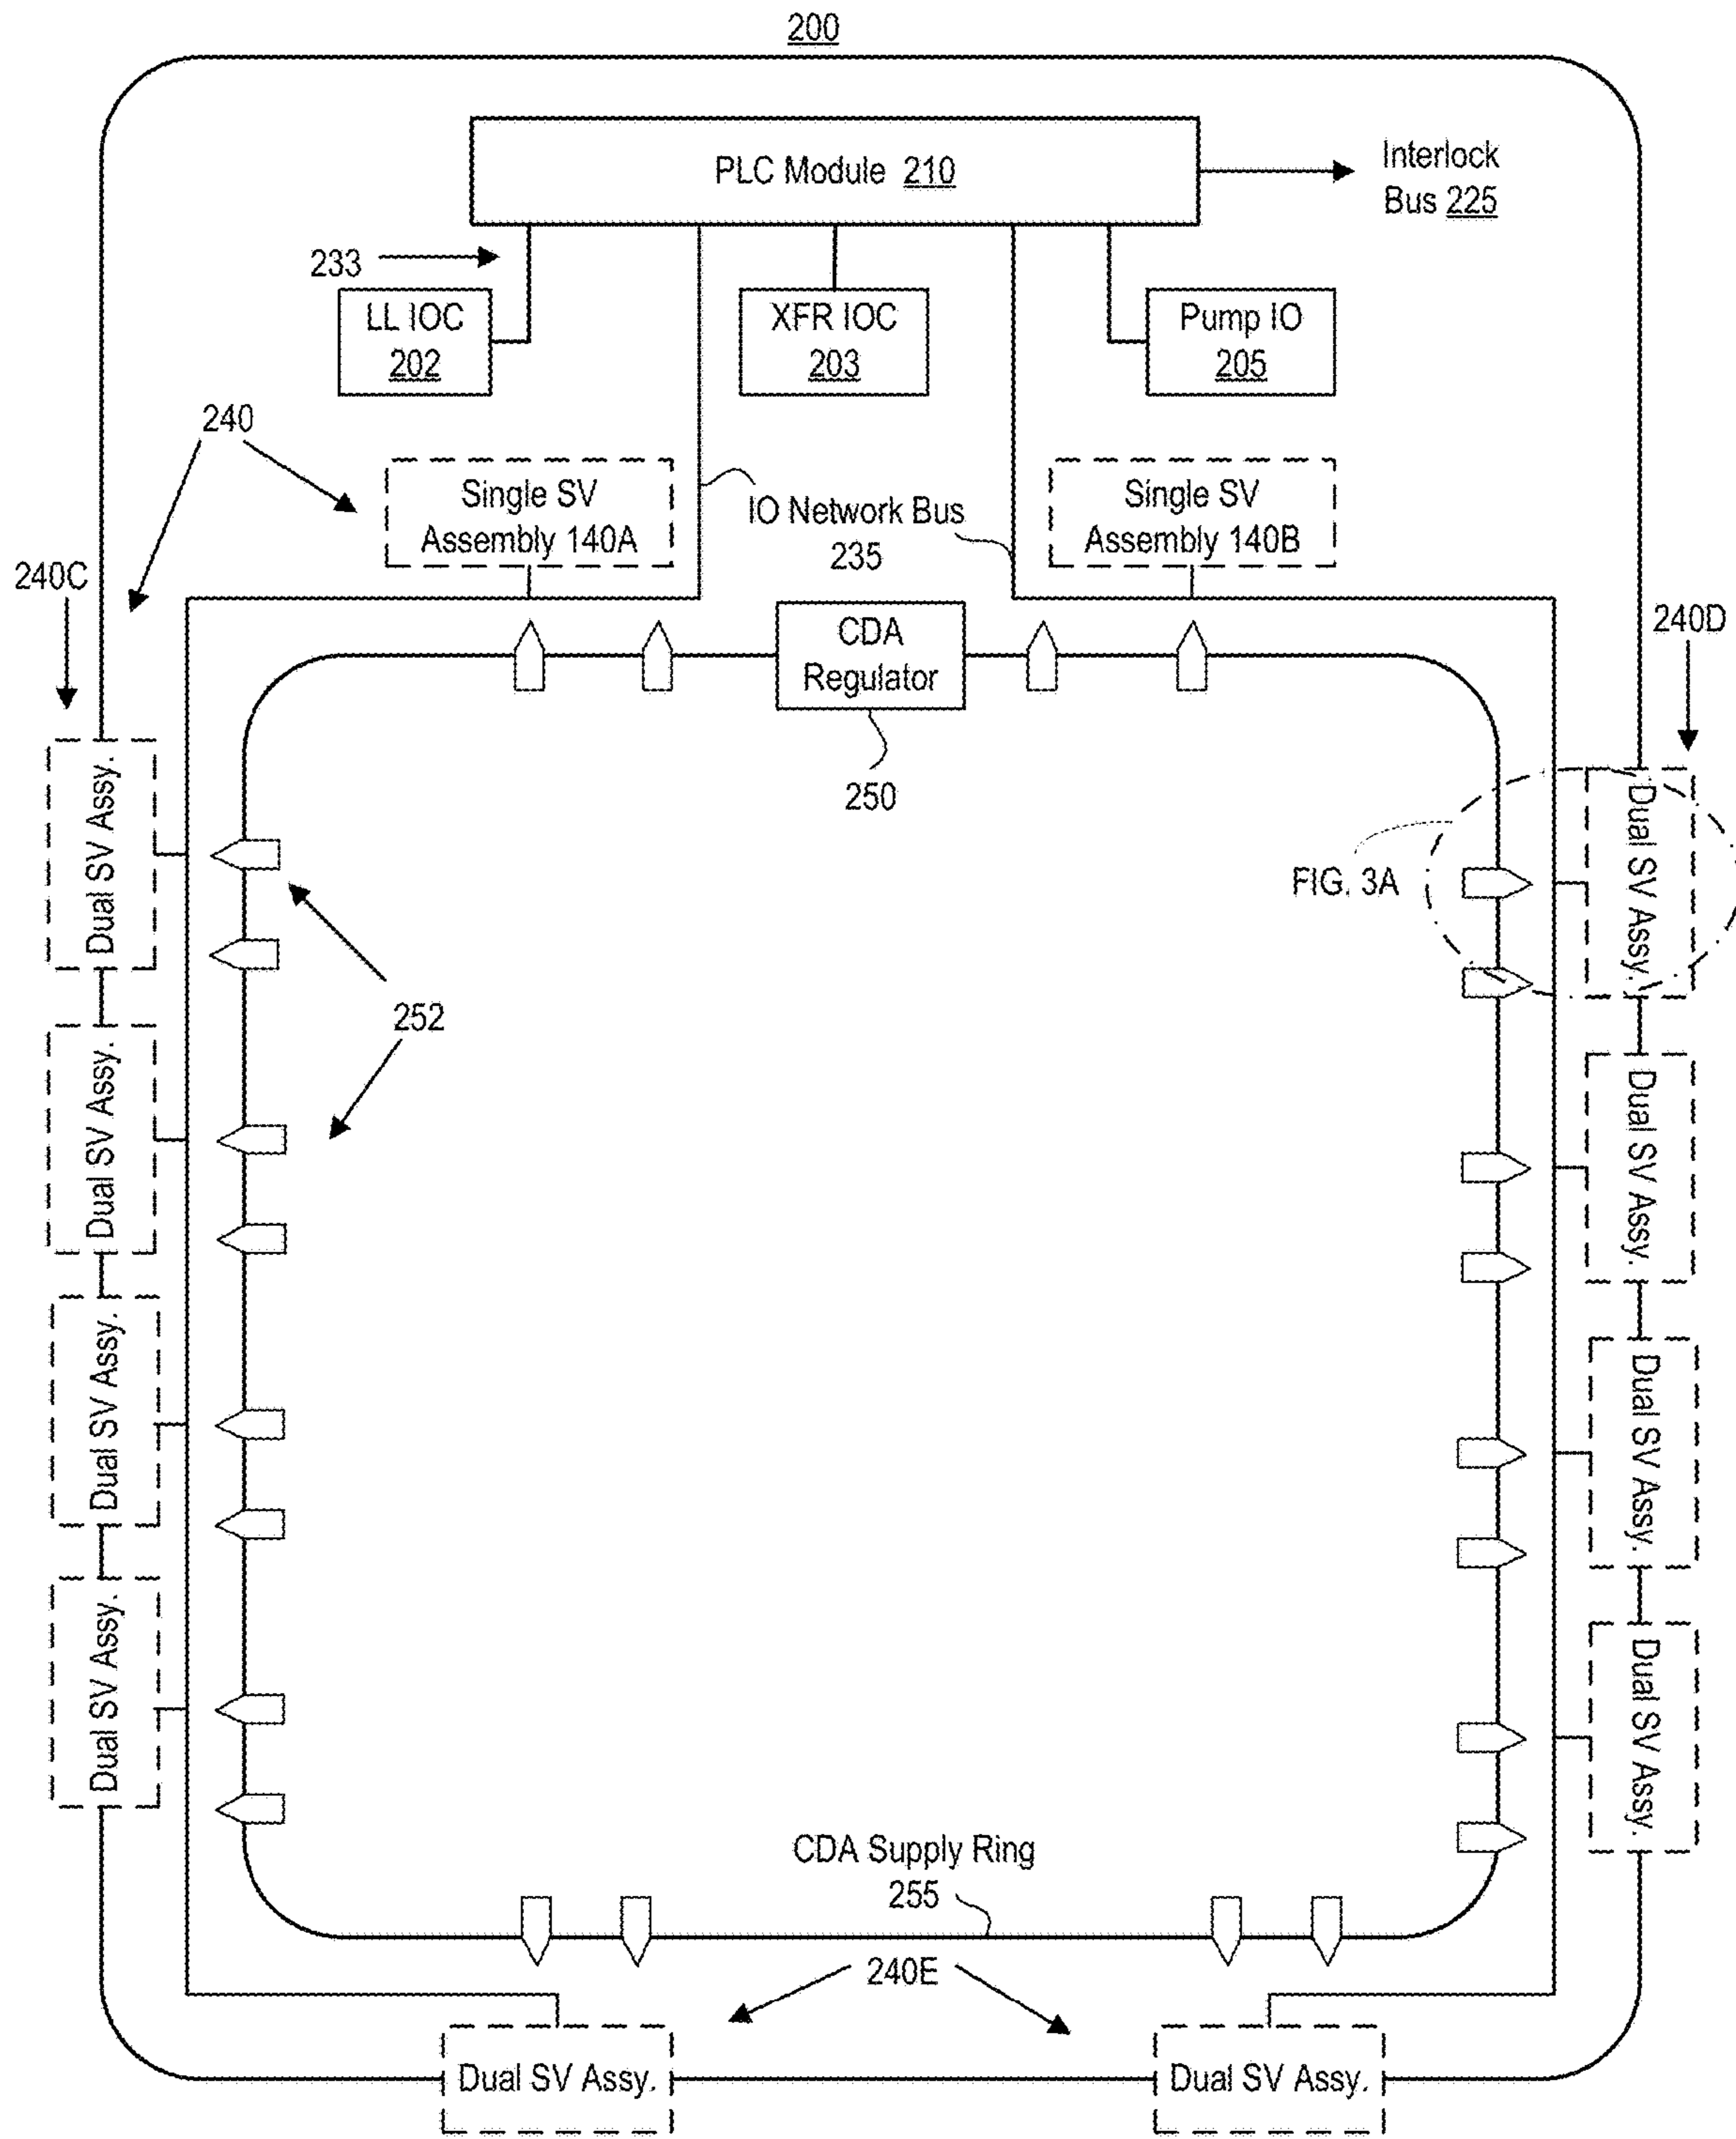 200
PLC Module 210
Interlock
Bus 225
233
LL IOC
202
XFR IOC
203
Pump IO
205
240
Single SV
Assembly 140A
IO Network Bus
235
Single SV
Assembly 140B
240C
240D
CDA
Regulator
250
Dual SV Assy.
Dual SV Assy.
FIG. 3A
252
Dual SV Assy.
Dual SV Assy.
Dual SV Assy.
Dual SV Assy.
Dual SV Assy.
Dual SV Assy.
CDA Supply Ring
255
240E
Dual SV Assy.
Dual SV Assy.